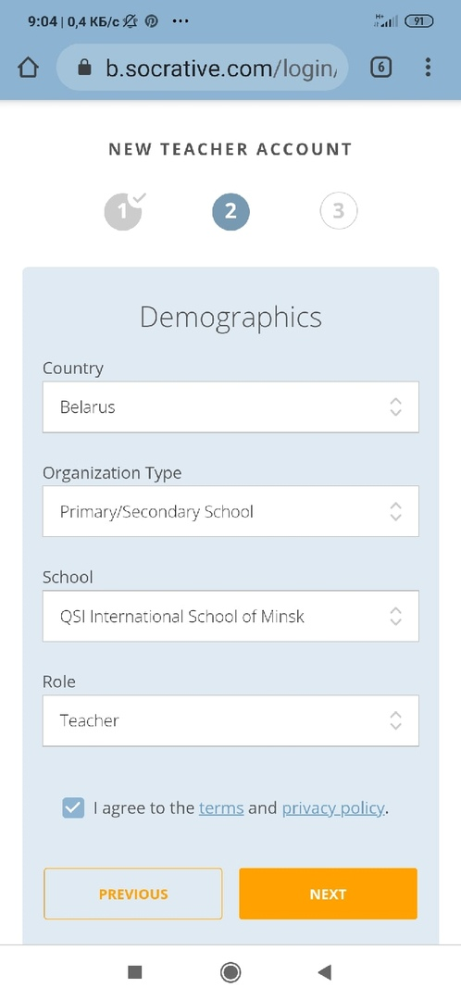 9:04 | 0,4 КБ/с ...
H+
91
b.socrative.com/login/
6
NEW TEACHER ACCOUNT
1 2 3
Demographics
Country
Belarus
Organization Type
Primary/Secondary School
School
QSI International School of Minsk
Role
Teacher
I agree to the terms and privacy policy.
PREVIOUS NEXT